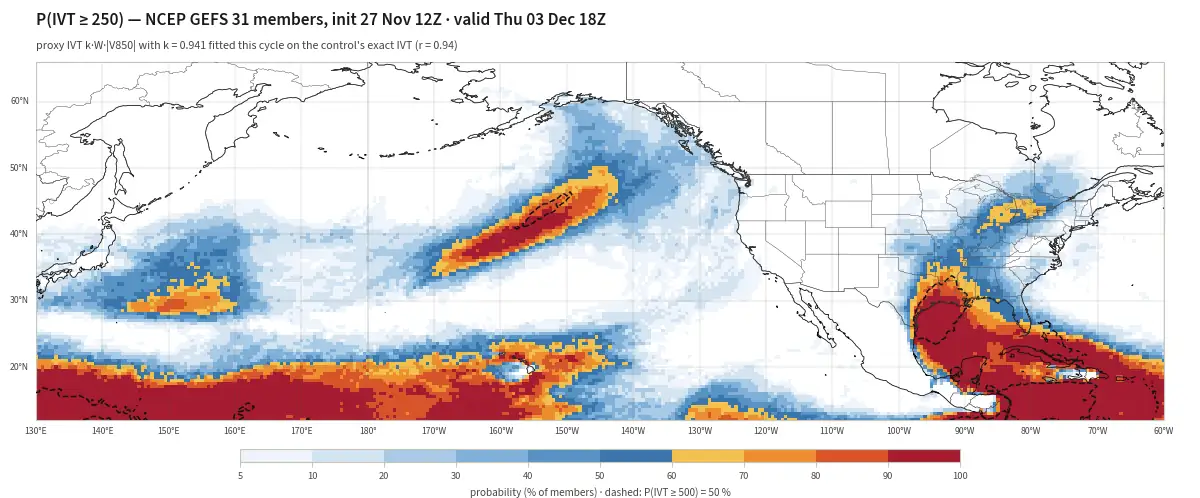 P(IVT ≥ 250) — NCEP GEFS 31 members, init 27 Nov 12Z · valid Thu 03 Dec 18Z
proxy IVT k·W·|V850| with k = 0.941 fitted this cycle on the control's exact IVT (r = 0.94)
60°N
50°N
40°N
30°N
20°N
130°E 140°E 150°E 160°E 170°E 180° 170°W 160°W 150°W 140°W 130°W 120°W 110°W 100°W 90°W 80°W 70°W 60°W
5 10 20 30 40 50 60 70 80 90 100
probability (% of members) · dashed: P(IVT ≥ 500) = 50 %